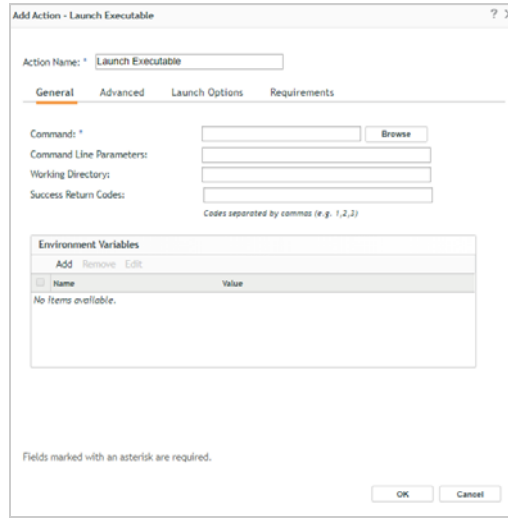 Add Action - Launch Executable ? X
Action Name: * Launch Executable
General Advanced Launch Options Requirements
Command: * Browse
Command Line Parameters:
Working Directory:
Success Return Codes:
Codes separated by commas (e.g. 1,2,3)
Environment Variables
Add Remove Edit
Name Value
No items available.
Fields marked with an asterisk are required.
OK Cancel